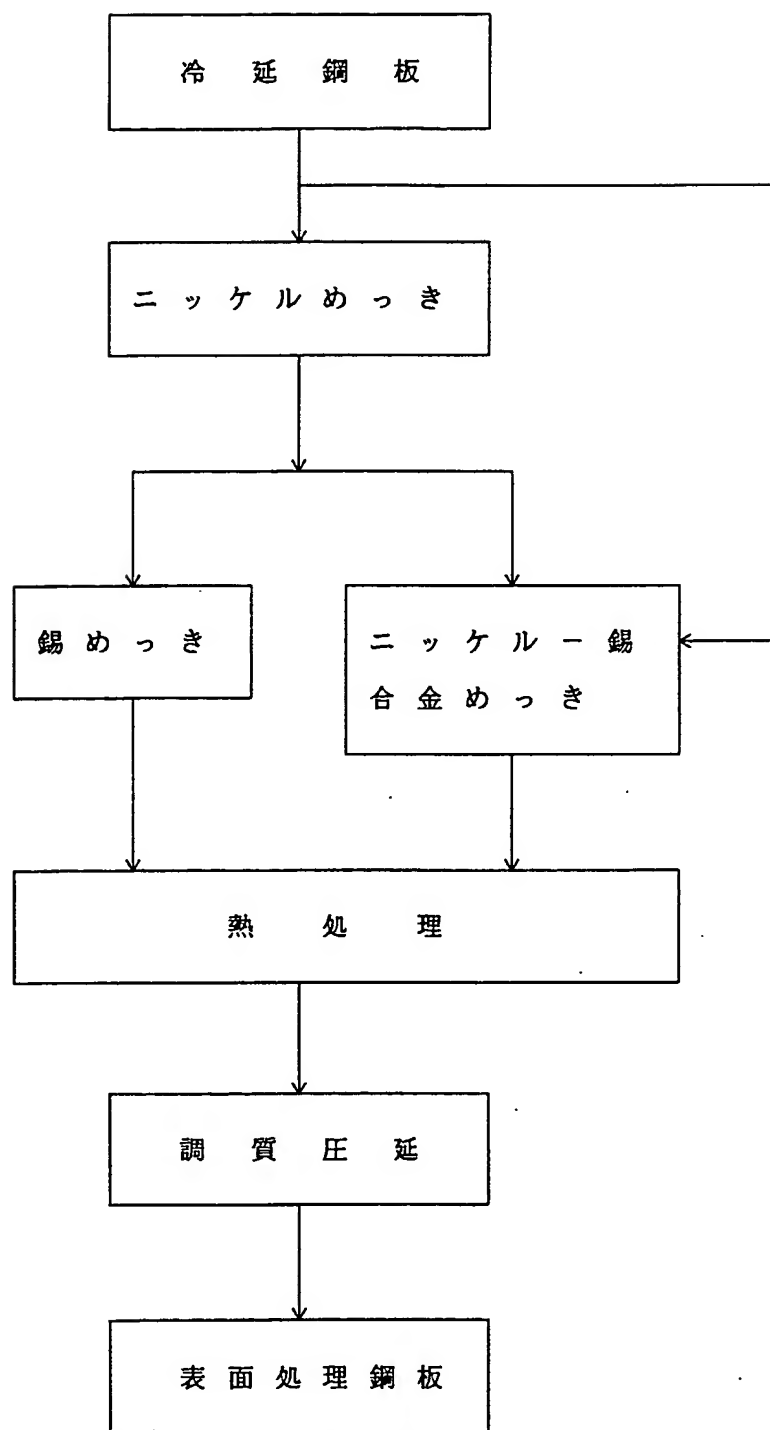 冷延鋼板
ニッケルめっき
錫めっき
ニッケルー錫
合金めっき
熱処理
調質圧延
表面処理鋼板